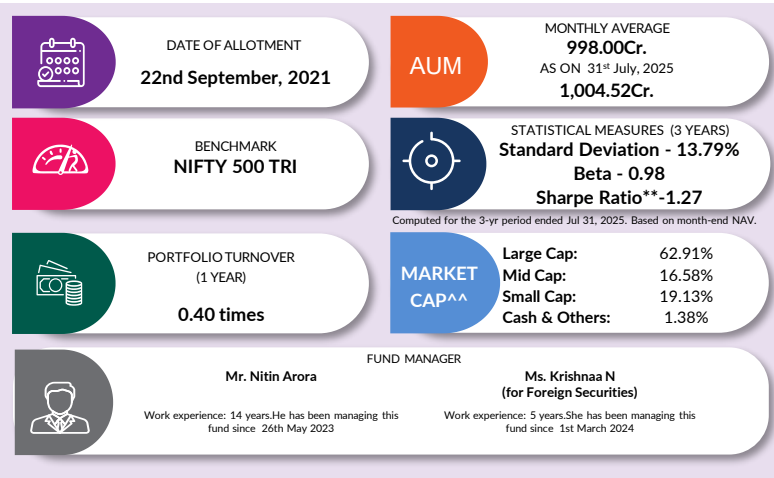 DATE OF ALLOTMENT
22nd September, 2021
AUM
MONTHLY AVERAGE
998.00Cr.
AS ON 31st July, 2025
1,004.52Cr.
BENCHMARK
NIFTY 500 TRI
STATISTICAL MEASURES (3 YEARS)
Standard Deviation - 13.79%
Beta - 0.98
Sharpe Ratio**-1.27
Computed for the 3-yr period ended Jul 31, 2025. Based on month-end NAV.
PORTFOLIO TURNOVER
(1 YEAR)
0.40 times
MARKET
CAP^^
Large Cap: 62.91%
Mid Cap: 16.58%
Small Cap: 19.13%
Cash & Others: 1.38%
FUND MANAGER
Mr. Nitin Arora
Work experience: 14 years.He has been managing this
fund since 26th May 2023
Ms. Krishnaa N
(for Foreign Securities)
Work experience: 5 years.She has been managing this
fund since 1st March 2024